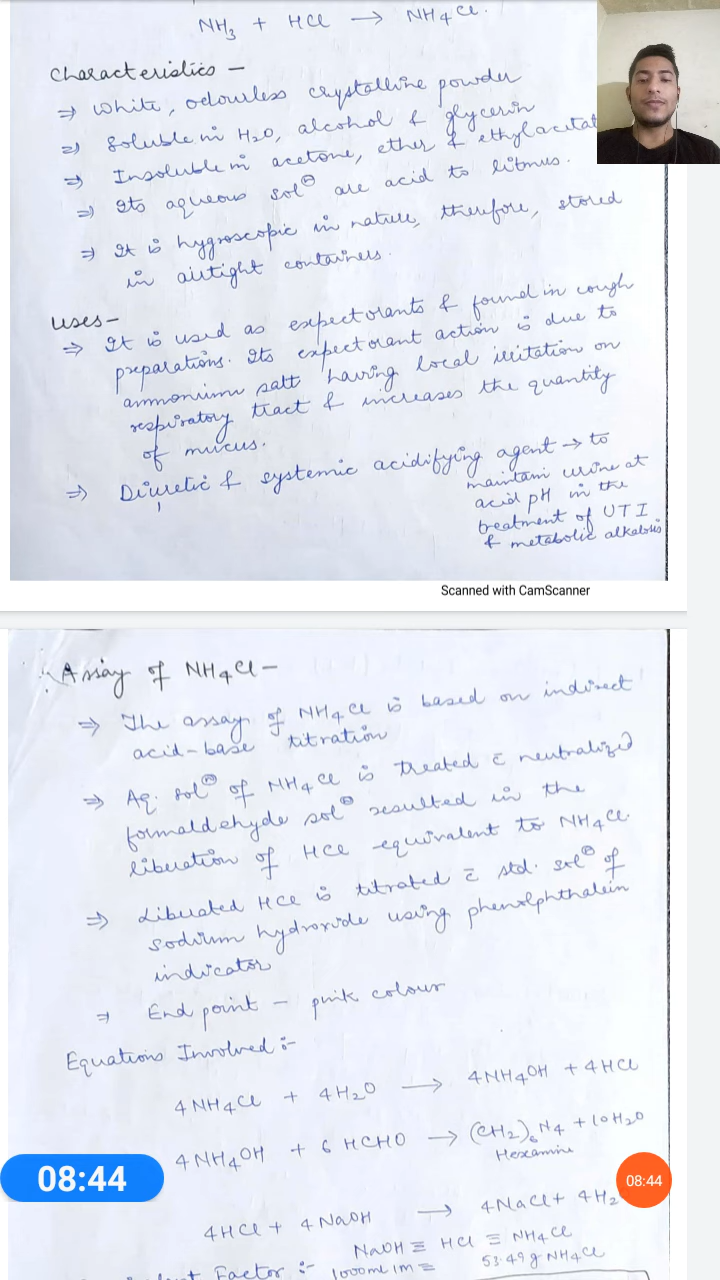 NH3 + HCl → NH4Cl.
Characteristics –
⇒ White, odourless crystalline powder
⇒ Soluble in H2O, alcohol & glycerin
⇒ Insoluble in acetone, ether & ethylacetat
⇒ Its aqueous sol⊖ are acid to litmus.
⇒ It is hygroscopic in nature, therefore, stored
in airtight containers.
Uses –
⇒ It is used as expectorants & found in cough
preparations. Its expectorant action is due to
ammonium salt having local irritation on
respiratory tract & increases the quantity
of mucus.
⇒ Diuretic & systemic acidifying agent → to
maintain urine at
acid pH in the
treatment of UTI
& metabolic alkalosis
Scanned with CamScanner
Assay of NH4Cl –
⇒ The assay of NH4Cl is based on indirect
acid-base titration
⇒ Aq. sol⊖ of NH4Cl is treated c̄ neutralized
formaldehyde sol⊖ resulted in the
liberation of HCl equivalent to NH4Cl.
⇒ Liberated HCl is titrated c̄ std. sol⊖ of
sodium hydroxide using phenolphthalein
indicator
⇒ End point – pink colour
Equations Involved :-
4NH4Cl + 4H2O → 4NH4OH + 4HCl
4NH4OH + 6HCHO → (CH2)6N4 + 10H2O
Hexamine
08:44
08:44
4HCl + 4NaOH → 4NaCl + 4H2
NaOH ≡ HCl ≡ NH4Cl
Factor :- 1000ml 1M ≡ 53.49g NH4Cl